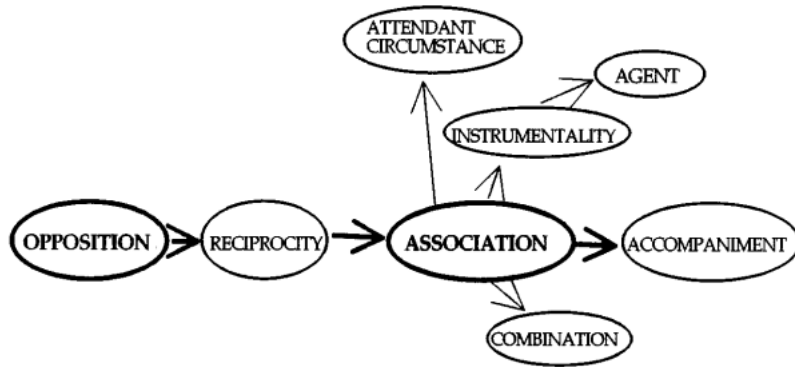 ATTENDANT
CIRCUMSTANCE
AGENT
INSTRUMENTALITY
OPPOSITION
RECIPROCITY
ASSOCIATION
ACCOMPANIMENT
COMBINATION